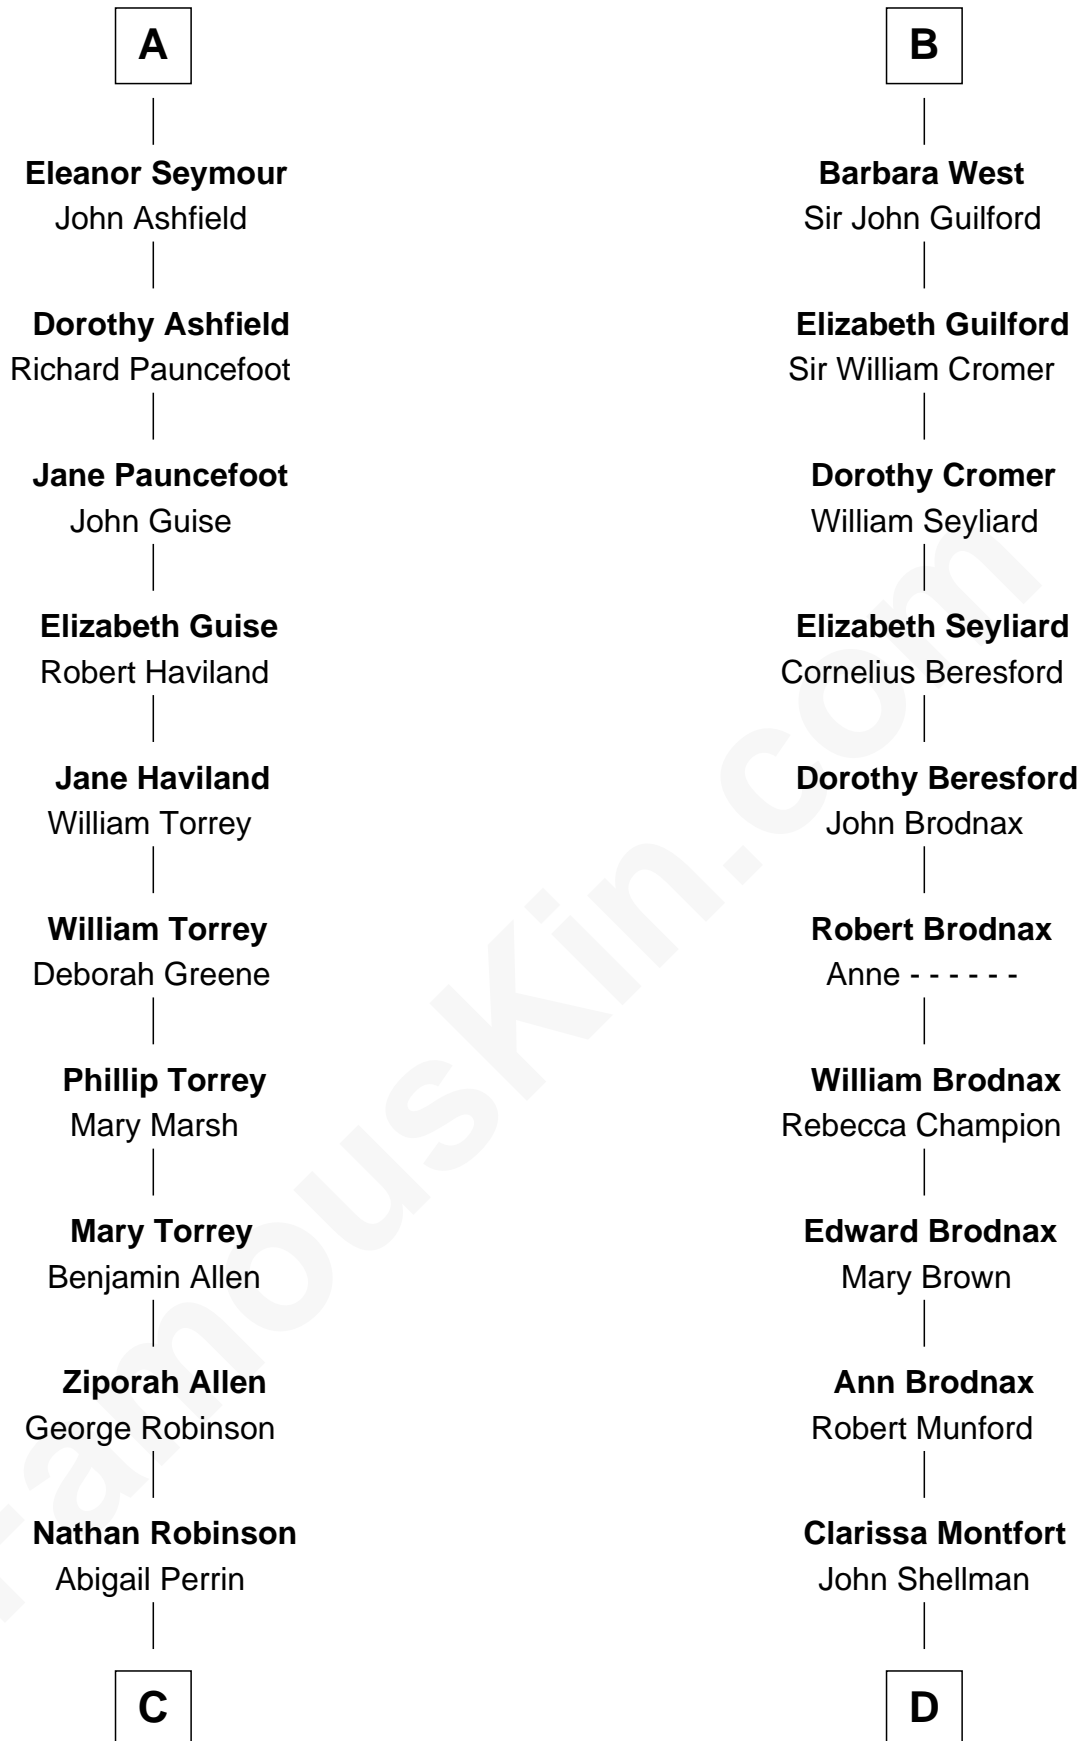 A
Eleanor Seymour
John Ashfield
Dorothy Ashfield
Richard Pauncefoot
Jane Pauncefoot
John Guise
Elizabeth Guise
Robert Haviland
Jane Haviland
William Torrey
William Torrey
Deborah Greene
Phillip Torrey
Mary Marsh
Mary Torrey
Benjamin Allen
Ziporah Allen
George Robinson
Nathan Robinson
Abigail Perrin
C
B
Barbara West
Sir John Guilford
Elizabeth Guilford
Sir William Cromer
Dorothy Cromer
William Seyliard
Elizabeth Seyliard
Cornelius Beresford
Dorothy Beresford
John Brodnax
Robert Brodnax
Anne - - - - - -
William Brodnax
Rebecca Champion
Edward Brodnax
Mary Brown
Ann Brodnax
Robert Munford
Clarissa Montfort
John Shellman
D
FamousKin.com